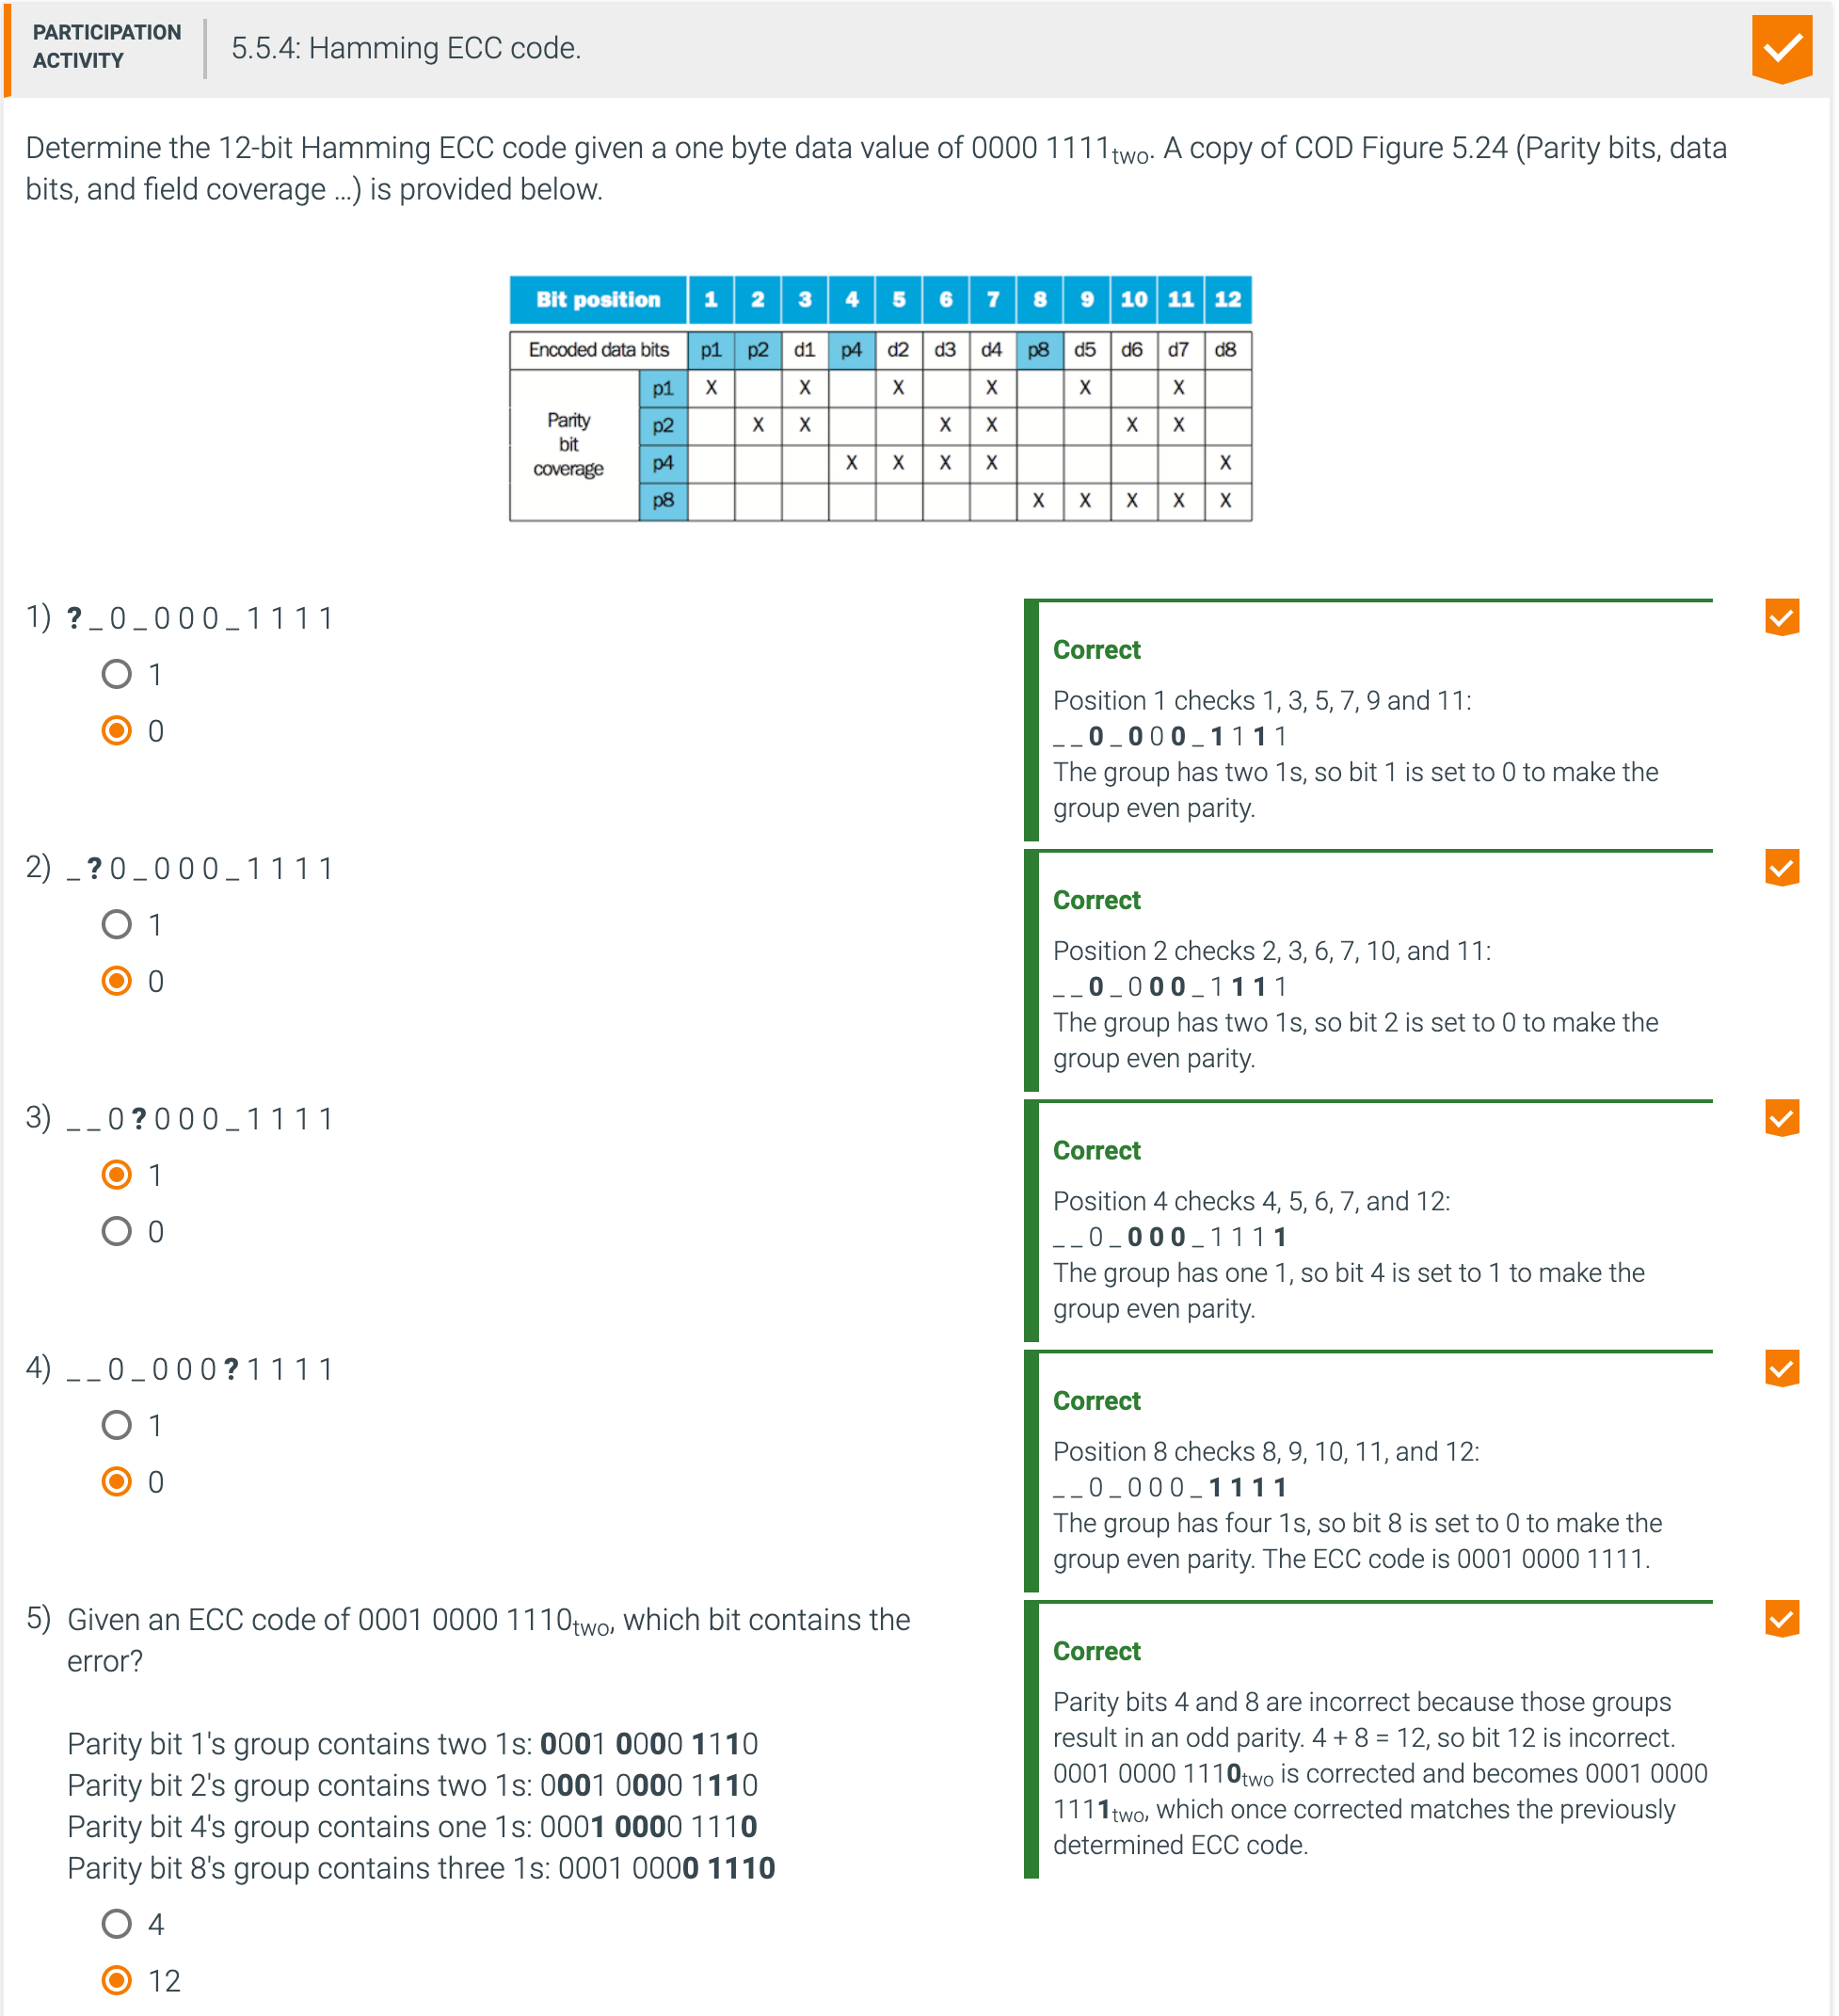 PARTICIPATION
ACTIVITY
5.5.4: Hamming ECC code.
Determine the 12-bit Hamming ECC code given a one byte data value of 0000 1111two. A copy of COD Figure 5.24 (Parity bits, data
bits, and field coverage ...) is provided below.
Bit position 1 2 3 4 5 6 7 8 9 10 11 12
Encoded data bits p1 p2 d1 p4 d2 d3 d4 p8 d5 d6 d7 d8
Parity
bit
coverage
p1 X X X X X X
p2 X X X X X X
p4 X X X X X
p8 X X X X X
1) ? _ 0 _ 0 0 0 _ 1 1 1 1
1
0
Correct
Position 1 checks 1, 3, 5, 7, 9 and 11:
_ _ 0 _ 0 0 0 _ 1 1 1 1
The group has two 1s, so bit 1 is set to 0 to make the
group even parity.
2) _ ? 0 _ 0 0 0 _ 1 1 1 1
1
0
Correct
Position 2 checks 2, 3, 6, 7, 10, and 11:
_ _ 0 _ 0 0 0 _ 1 1 1 1
The group has two 1s, so bit 2 is set to 0 to make the
group even parity.
3) _ _ 0 ? 0 0 0 _ 1 1 1 1
1
0
Correct
Position 4 checks 4, 5, 6, 7, and 12:
_ _ 0 _ 0 0 0 _ 1 1 1 1
The group has one 1, so bit 4 is set to 1 to make the
group even parity.
4) _ _ 0 _ 0 0 0 ? 1 1 1 1
1
0
Correct
Position 8 checks 8, 9, 10, 11, and 12:
_ _ 0 _ 0 0 0 _ 1 1 1 1
The group has four 1s, so bit 8 is set to 0 to make the
group even parity. The ECC code is 0001 0000 1111.
5) Given an ECC code of 0001 0000 1110two, which bit contains the
error?
Parity bit 1's group contains two 1s: 0001 0000 1110
Parity bit 2's group contains two 1s: 0001 0000 1110
Parity bit 4's group contains one 1s: 0001 0000 1110
Parity bit 8's group contains three 1s: 0001 0000 1110
4
12
Correct
Parity bits 4 and 8 are incorrect because those groups
result in an odd parity. 4 + 8 = 12, so bit 12 is incorrect.
0001 0000 1110two is corrected and becomes 0001 0000
1111two, which once corrected matches the previously
determined ECC code.